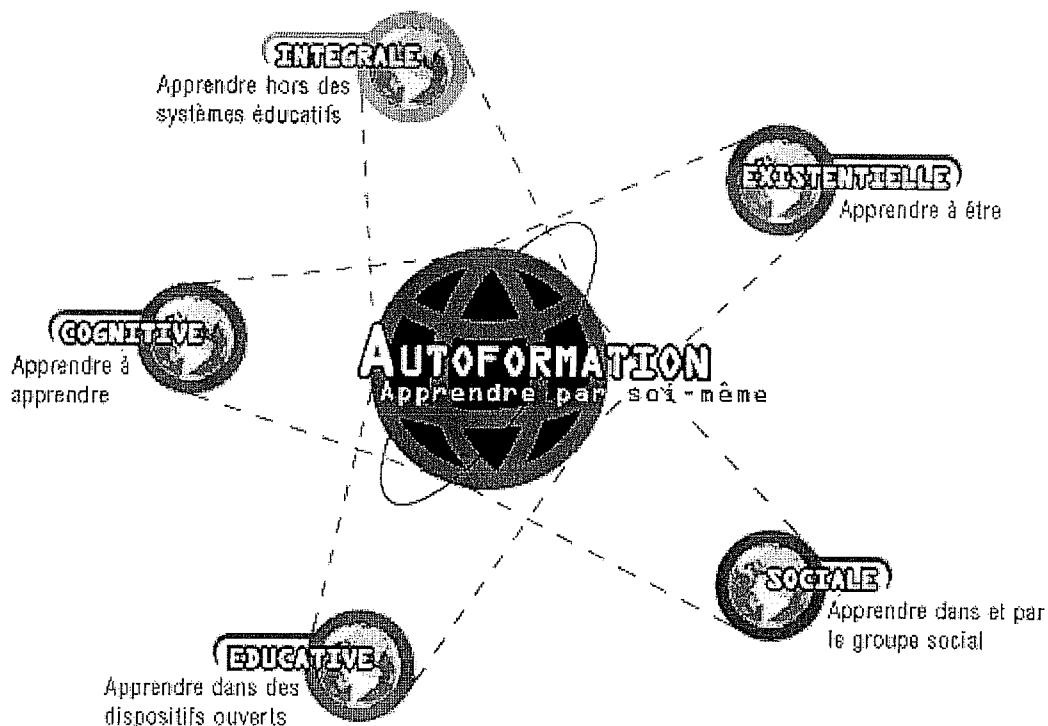 INTEGRALE
Apprendre hors des
systèmes éducatifs
EXISTENTIELLE
Apprendre à être
COGNITIVE
Apprendre à
apprendre
AUTOFORMATION
Apprendre par soi-même
SOCIALE
Apprendre dans et par
le groupe social
EDUCATIVE
Apprendre dans des
dispositifs ouverts